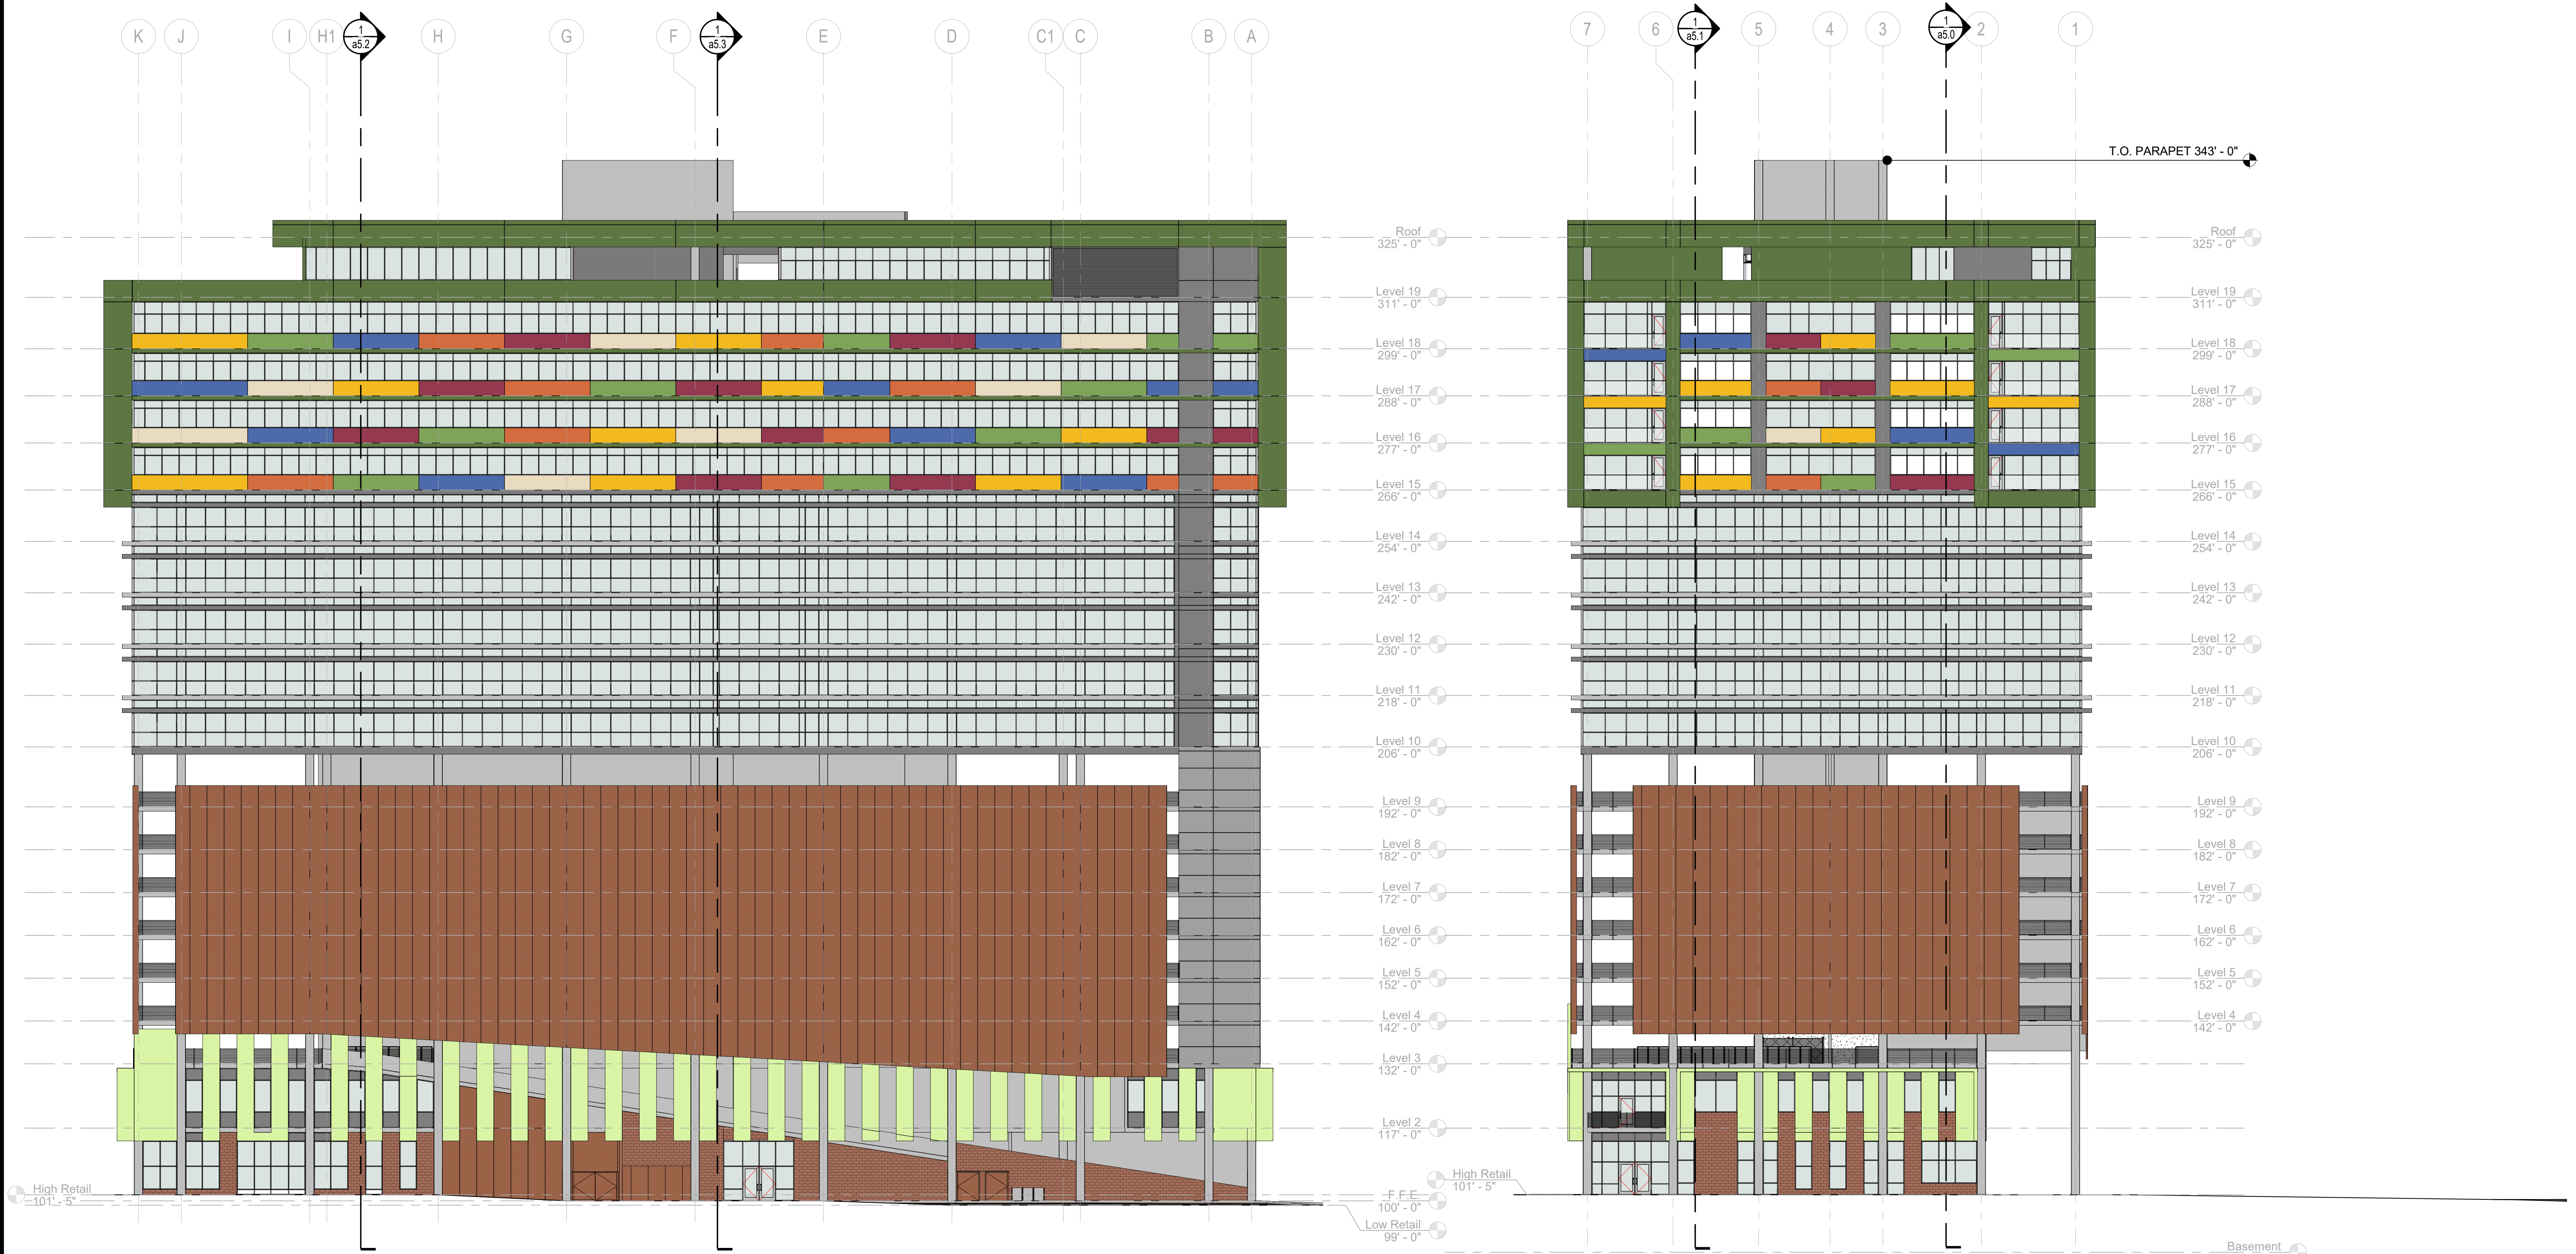 K J I H1 1 a5.2 H G F 1 a5.3 E D C1 C B A 7 6 1 a5.1 5 4 3 1 a5.0 2 1
T.O. PARAPET 343' - 0"
Roof
325' - 0"
Level 19
311' - 0"
Level 18
299' - 0"
Level 17
288' - 0"
Level 16
277' - 0"
Level 15
266' - 0"
Level 14
254' - 0"
Level 13
242' - 0"
Level 12
230' - 0"
Level 11
218' - 0"
Level 10
206' - 0"
Level 9
192' - 0"
Level 8
182' - 0"
Level 7
172' - 0"
Level 6
162' - 0"
Level 5
152' - 0"
Level 4
142' - 0"
Level 3
132' - 0"
Level 2
117' - 0"
High Retail
101' - 5"
F.F.E.
100' - 0"
Low Retail
99' - 0"
Roof
325' - 0"
Level 19
311' - 0"
Level 18
299' - 0"
Level 17
288' - 0"
Level 16
277' - 0"
Level 15
266' - 0"
Level 14
254' - 0"
Level 13
242' - 0"
Level 12
230' - 0"
Level 11
218' - 0"
Level 10
206' - 0"
Level 9
192' - 0"
Level 8
182' - 0"
Level 7
172' - 0"
Level 6
162' - 0"
Level 5
152' - 0"
Level 4
142' - 0"
Level 3
132' - 0"
Level 2
117' - 0"
High Retail
101' - 5"
Basement